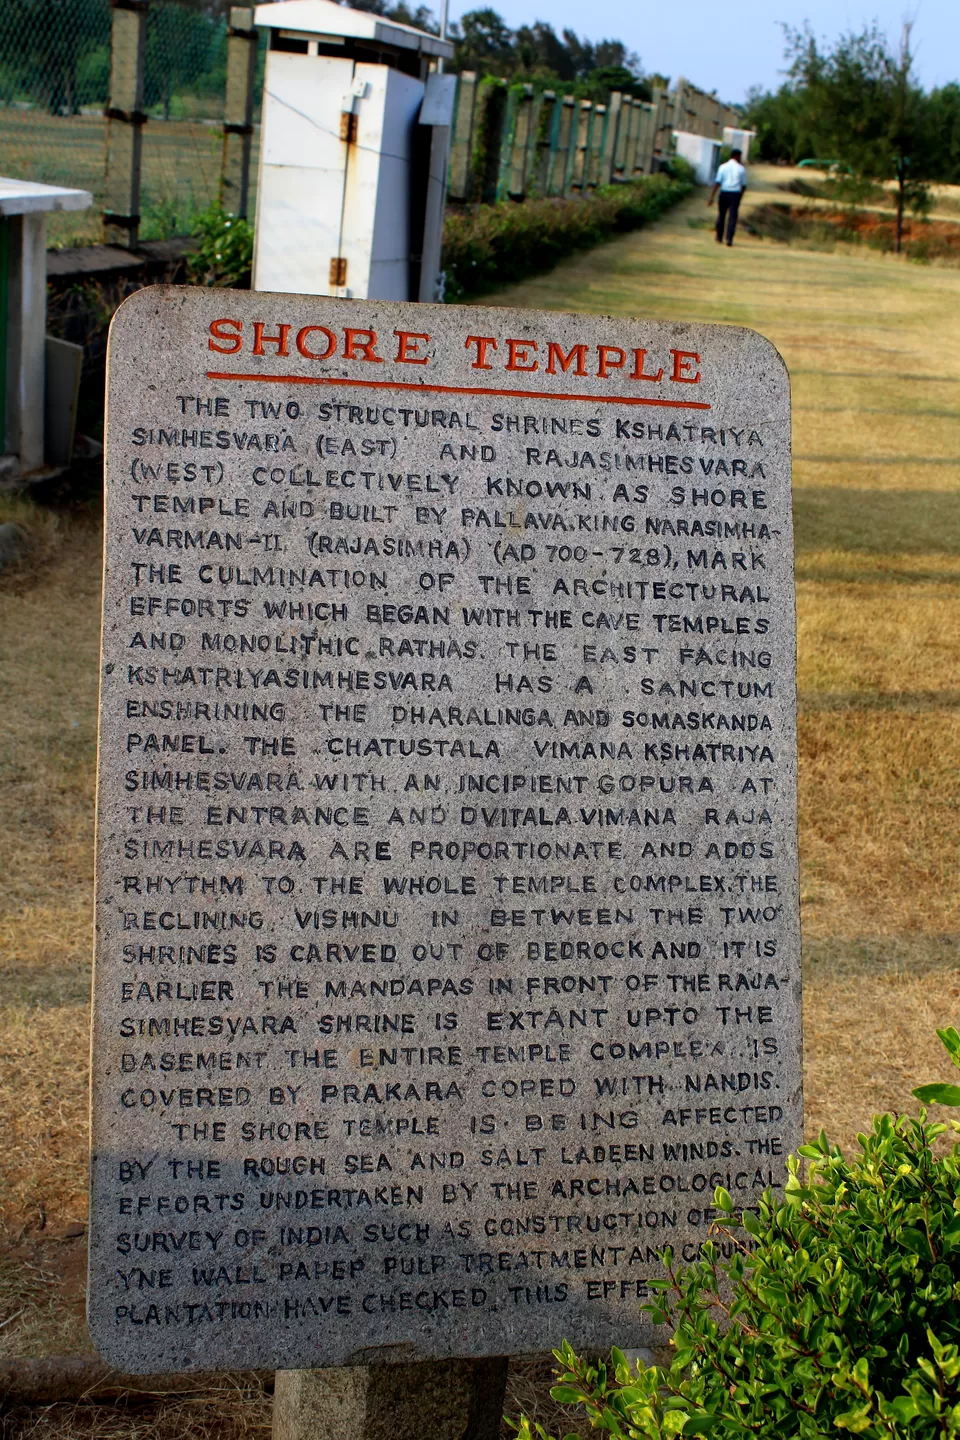 SHORE TEMPLE
THE TWO STRUCTURAL SHRINES KSHATRIYA
SIMHESVARA (EAST) AND RAJASIMHESVARA
(WEST) COLLECTIVELY KNOWN AS SHORE
TEMPLE AND BUILT BY PALLAVA KING NARASIMHA-
VARMAN-II (RAJASIMHA) (AD 700-728), MARK
THE CULMINATION OF THE ARCHITECTURAL
EFFORTS WHICH BEGAN WITH THE CAVE TEMPLES
AND MONOLITHIC RATHAS. THE EAST FACING
KSHATRIYASIMHESVARA HAS A SANCTUM
ENSHRINING THE DHARALINGA AND SOMASKANDA
PANEL. THE CHATUSTALA VIMANA KSHATRIYA
SIMHESVARA WITH AN INCIPIENT GOPURA AT
THE ENTRANCE AND DVITALA VIMANA RAJA
SIMHESVARA ARE PROPORTIONATE AND ADDS
RHYTHM TO THE WHOLE TEMPLE COMPLEX. THE
RECLINING VISHNU IN BETWEEN THE TWO
SHRINES IS CARVED OUT OF BEDROCK AND IT IS
EARLIER THE MANDAPAS IN FRONT OF THE RAJA-
SIMHESVARA SHRINE IS EXTANT UPTO THE
BASEMENT THE ENTIRE TEMPLE COMPLEX IS
COVERED BY PRAKARA COPED WITH NANDIS.
THE SHORE TEMPLE IS BEING AFFECTED
BY THE ROUGH SEA AND SALT LADEEN WINDS. THE
EFFORTS UNDERTAKEN BY THE ARCHAEOLOGICAL
SURVEY OF INDIA SUCH AS CONSTRUCTION OF
YNE WALL PAPER PULP TREATMENT AND
PLANTATION HAVE CHECKED THIS